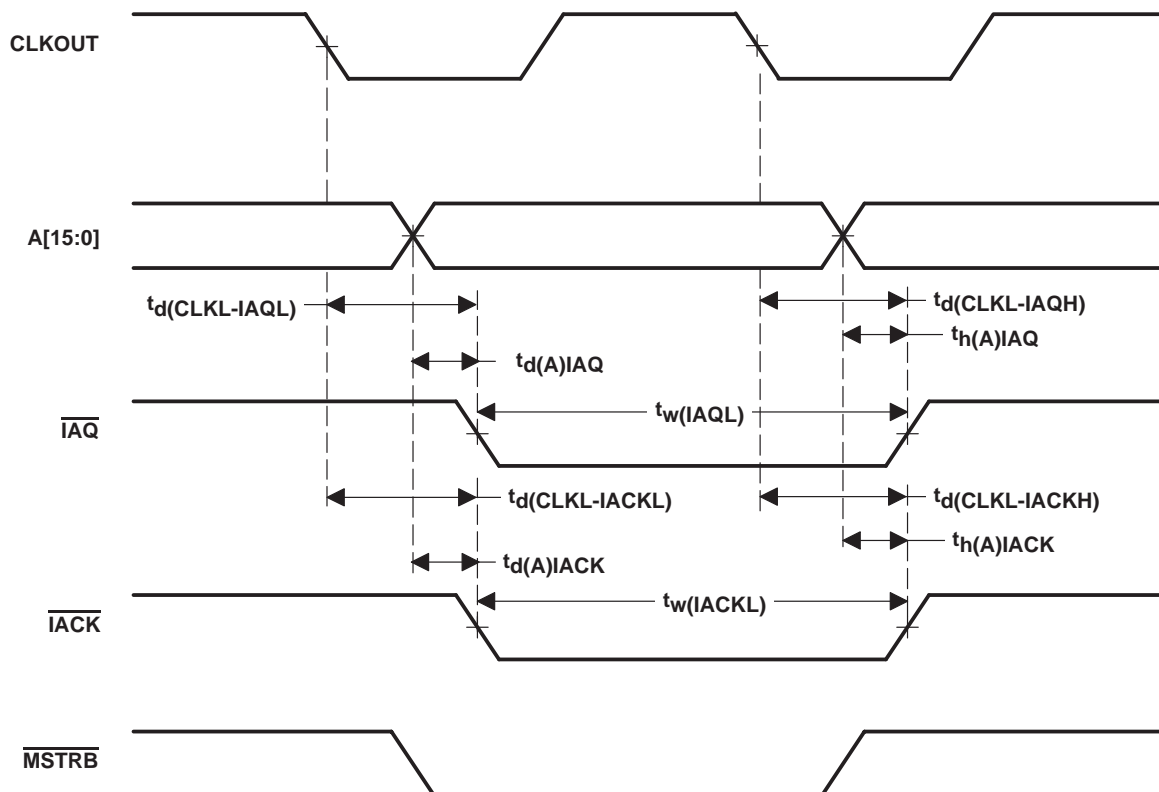 CLKOUT
A[15:0]
td(CLKL-IAQL)
td(CLKL-IAQH)
th(A)IAQ
td(A)IAQ
tw(IAQL)
IAQ
td(CLKL-IACKL)
td(CLKL-IACKH)
th(A)IACK
td(A)IACK
tw(IACKL)
IACK
MSTRB